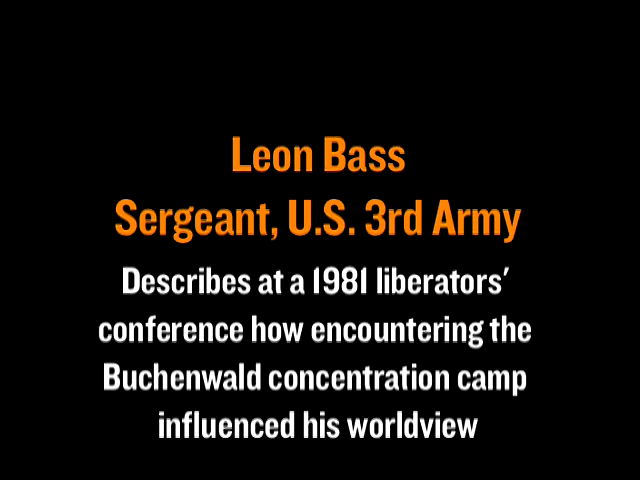 Leon Bass
Sergeant, U.S. 3rd Army
Describes at a 1981 liberators’
conference how encountering the
Buchenwald concentration camp
influenced his worldview